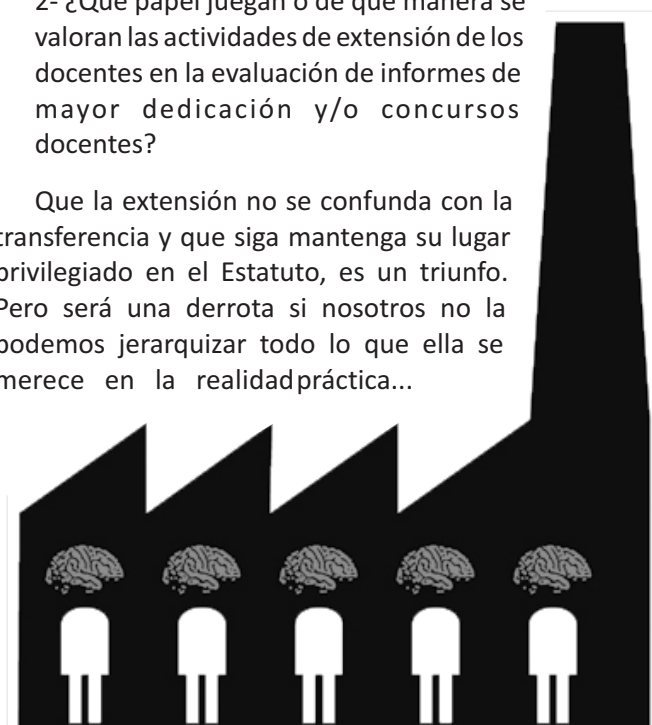 2- ¿Qué papel juegan o de qué manera se
valoran las actividades de extensión de los
docentes en la evaluación de informes de
mayor dedicación y/o concursos
docentes?
Que la extensión no se confunda con la
transferencia y que siga mantenga su lugar
privilegiado en el Estatuto, es un triunfo.
Pero será una derrota si nosotros no la
podemos jerarquizar todo lo que ella se
merece en la realidad práctica...